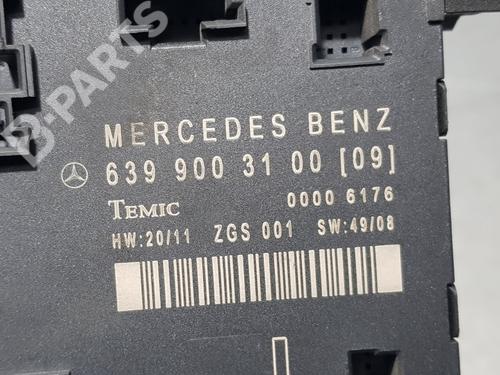 B-PARTS
MERCEDES BENZ
639 900 31 00 [09]
TEMIC 0000 6176
HW:20/11 ZGS 001 SW:49/08